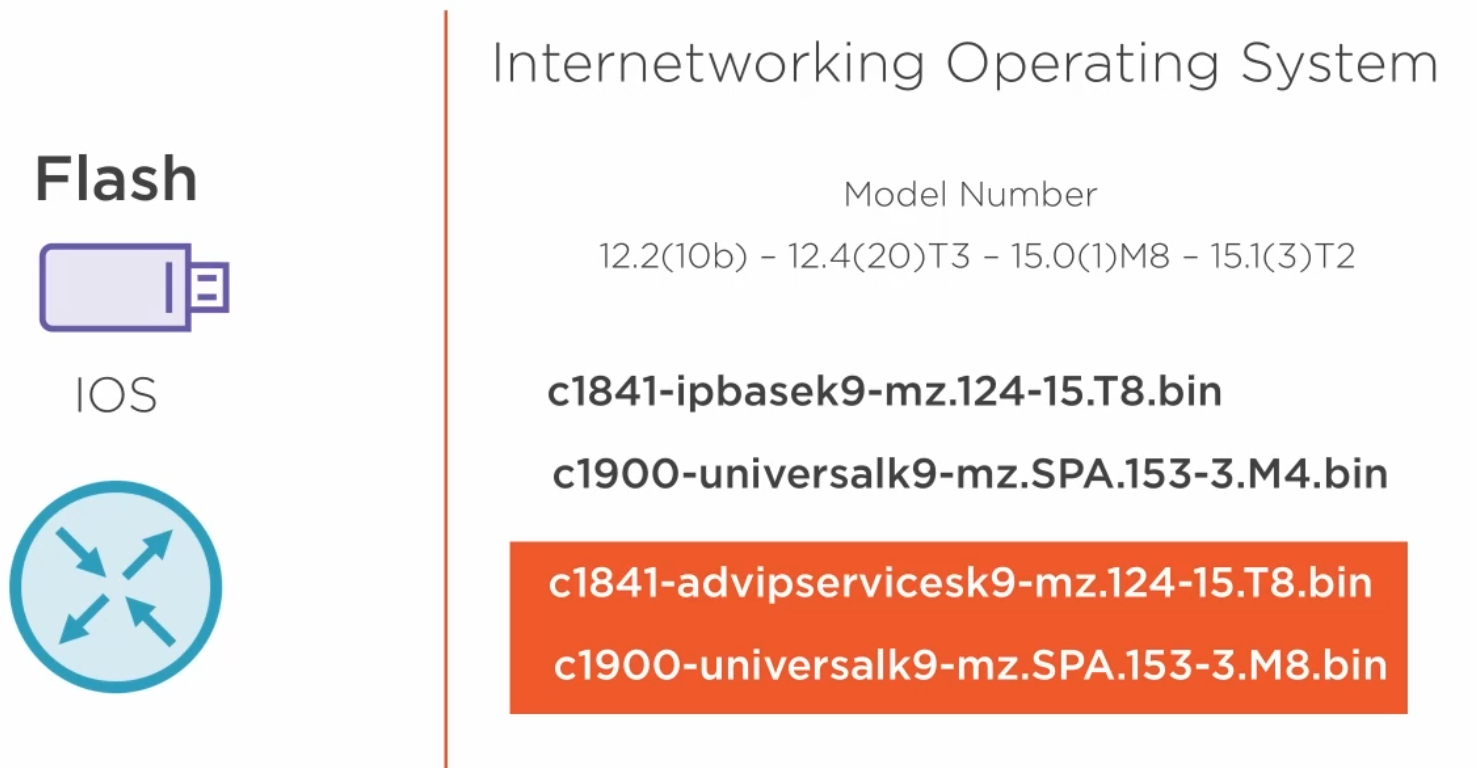 Flash
IOS
Internetworking Operating System
Model Number
12.2(10b) – 12.4(20)T3 – 15.0(1)M8 – 15.1(3)T2
c1841-ipbasek9-mz.124-15.T8.bin
c1900-universalk9-mz.SPA.153-3.M4.bin
c1841-advipservicesk9-mz.124-15.T8.bin
c1900-universalk9-mz.SPA.153-3.M8.bin